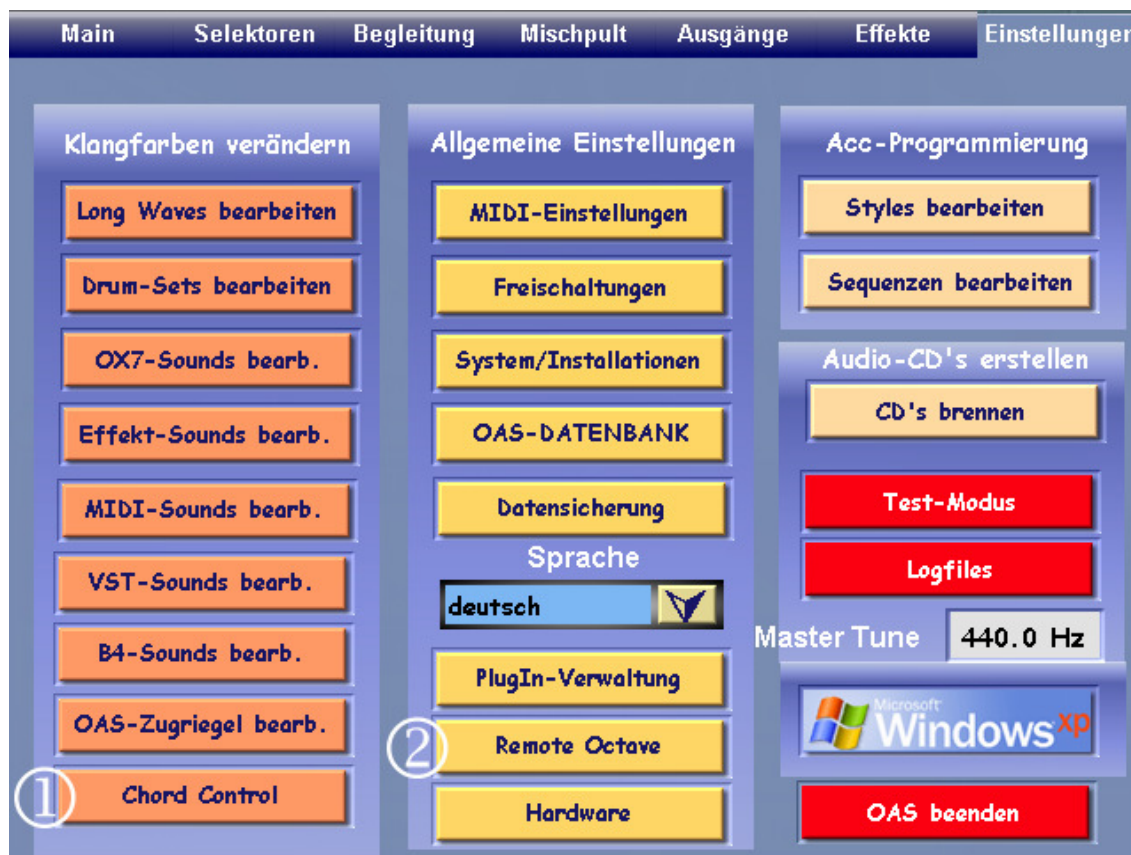 Main Selektoren Begleitung Mischpult Ausgänge Effekte Einstellungen
Klangfarben verändern
Long Waves bearbeiten
Drum-Sets bearbeiten
OX7-Sounds bearb.
Effekt-Sounds bearb.
MIDI-Sounds bearb.
VST-Sounds bearb.
B4-Sounds bearb.
OAS-Zugriegel bearb.
1 Chord Control
Allgemeine Einstellungen
MIDI-Einstellungen
Freischaltungen
System/Installationen
OAS-DATENBANK
Datensicherung
Sprache
deutsch
PlugIn-Verwaltung
2 Remote Octave
Hardware
Acc-Programmierung
Styles bearbeiten
Sequenzen bearbeiten
Audio-CD's erstellen
CD's brennen
Test-Modus
Logfiles
Master Tune 440.0 Hz
Microsoft
Windows xp
OAS beenden